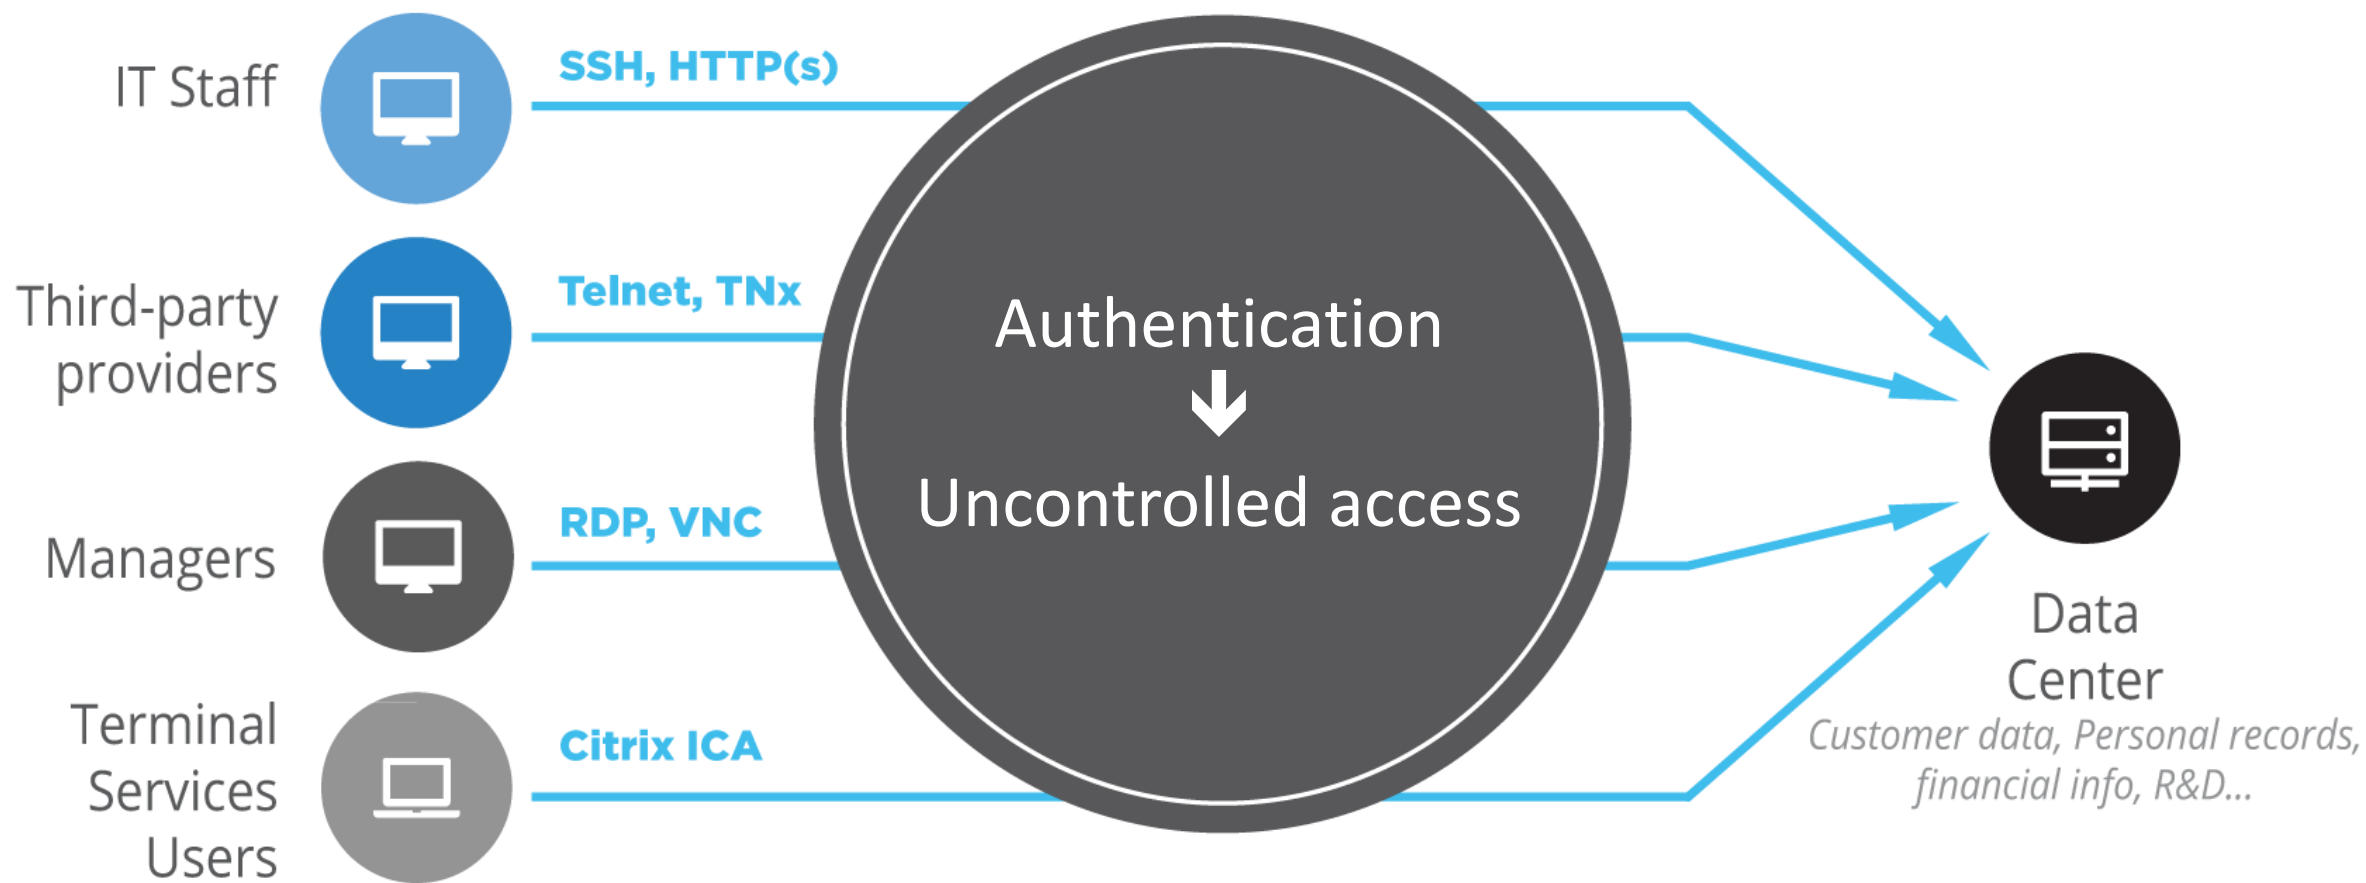 IT Staff
SSH, HTTP(s)
Third-party
providers
Telnet, TNx
Managers
RDP, VNC
Terminal
Services
Users
Citrix ICA
Authentication
Uncontrolled access
Data
Center
Customer data, Personal records,
financial info, R&D...